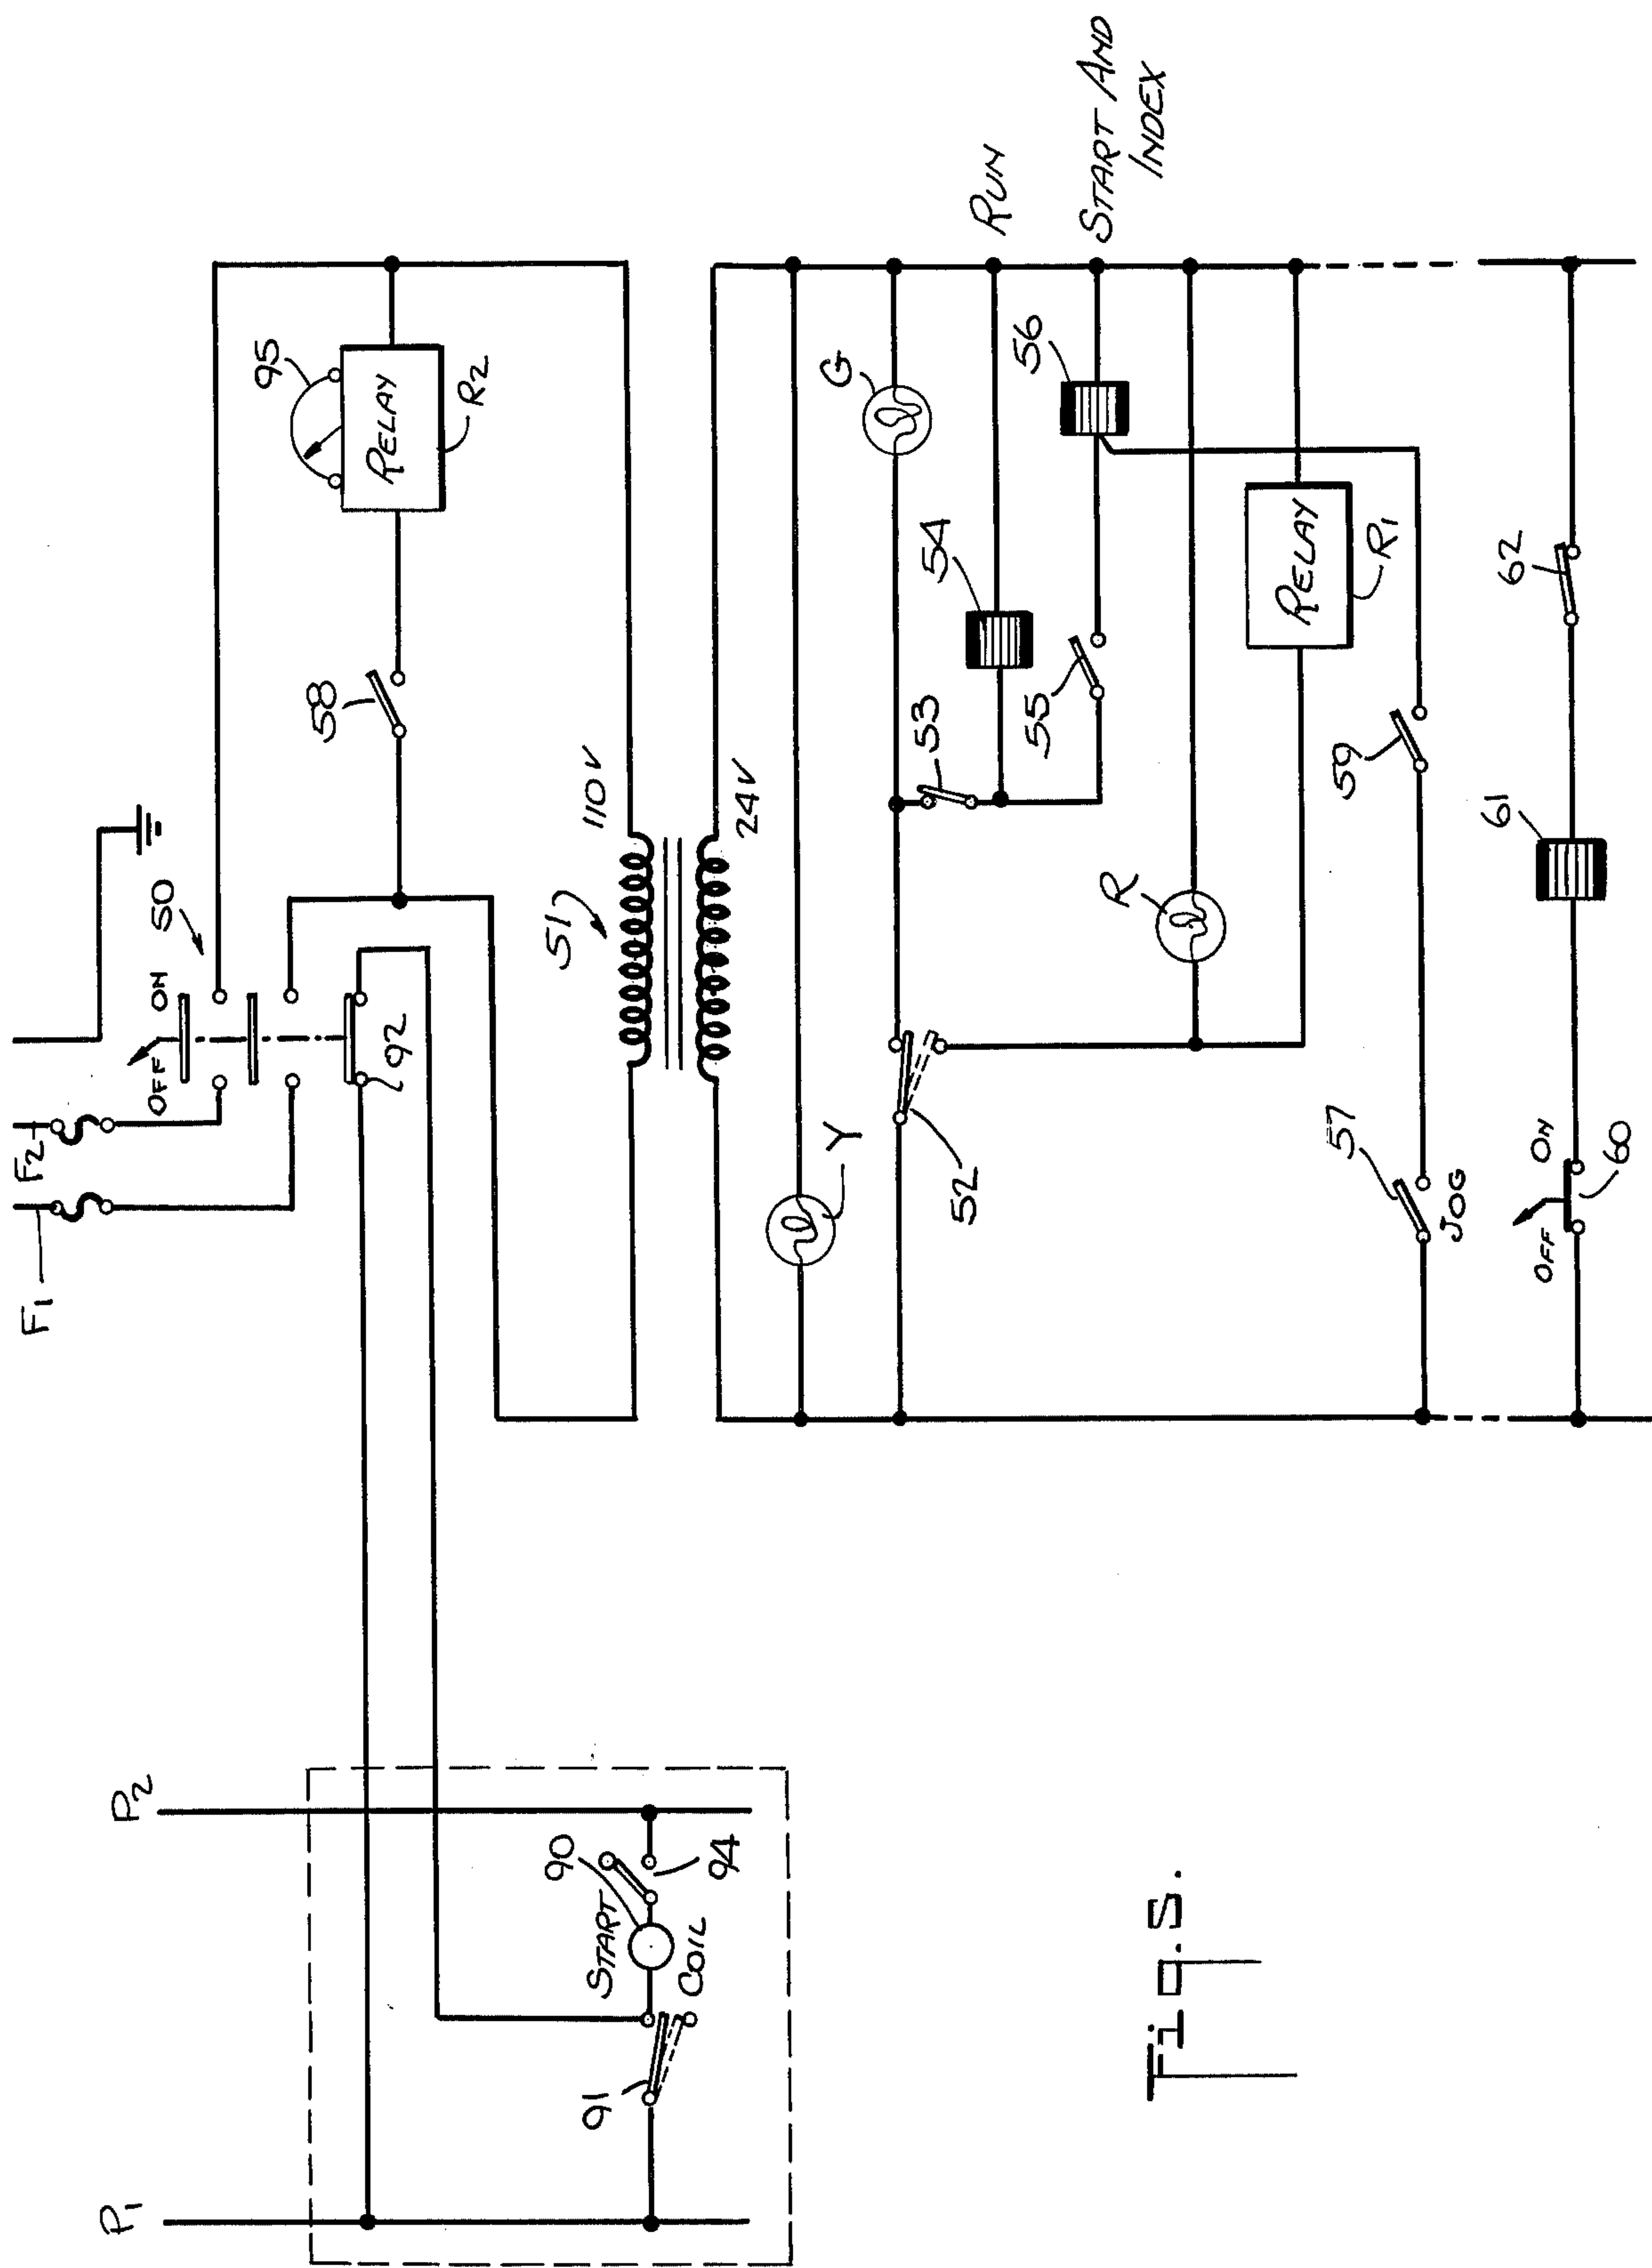 F1
F2
OFF
ON
50
92
58
95
RELAY
R2
51
110V
24V
Y
G
52
53
54
RUN
55
56
START AND
INDEX
R
RELAY
R1
57
JOG
59
OFF
ON
60
61
62
P1
P2
91
START
COIL
90
94
Fig. 5.